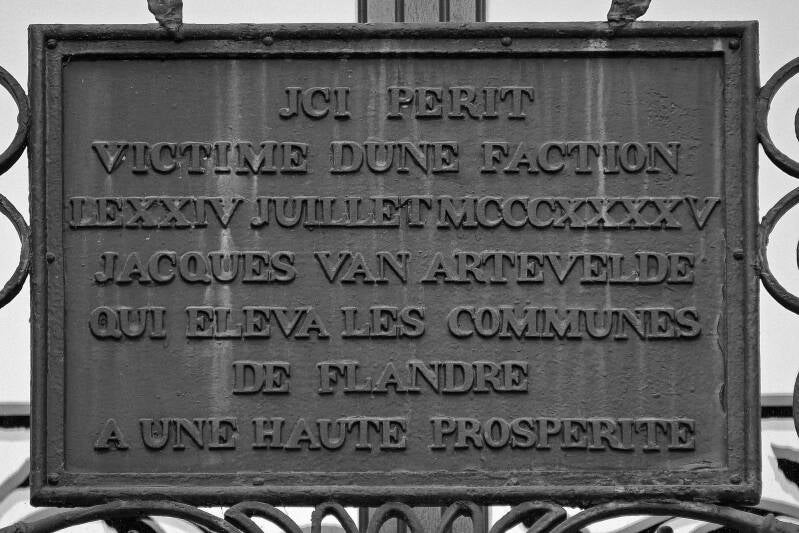 JCI PERIT
VICTIME DUNE FACTION
LEXXIV JUILLET MCCCXXXXV
JACQUES VAN ARTEVELDE
QUI ELEVA LES COMMUNES
DE FLANDRE
A UNE HAUTE PROSPERITE